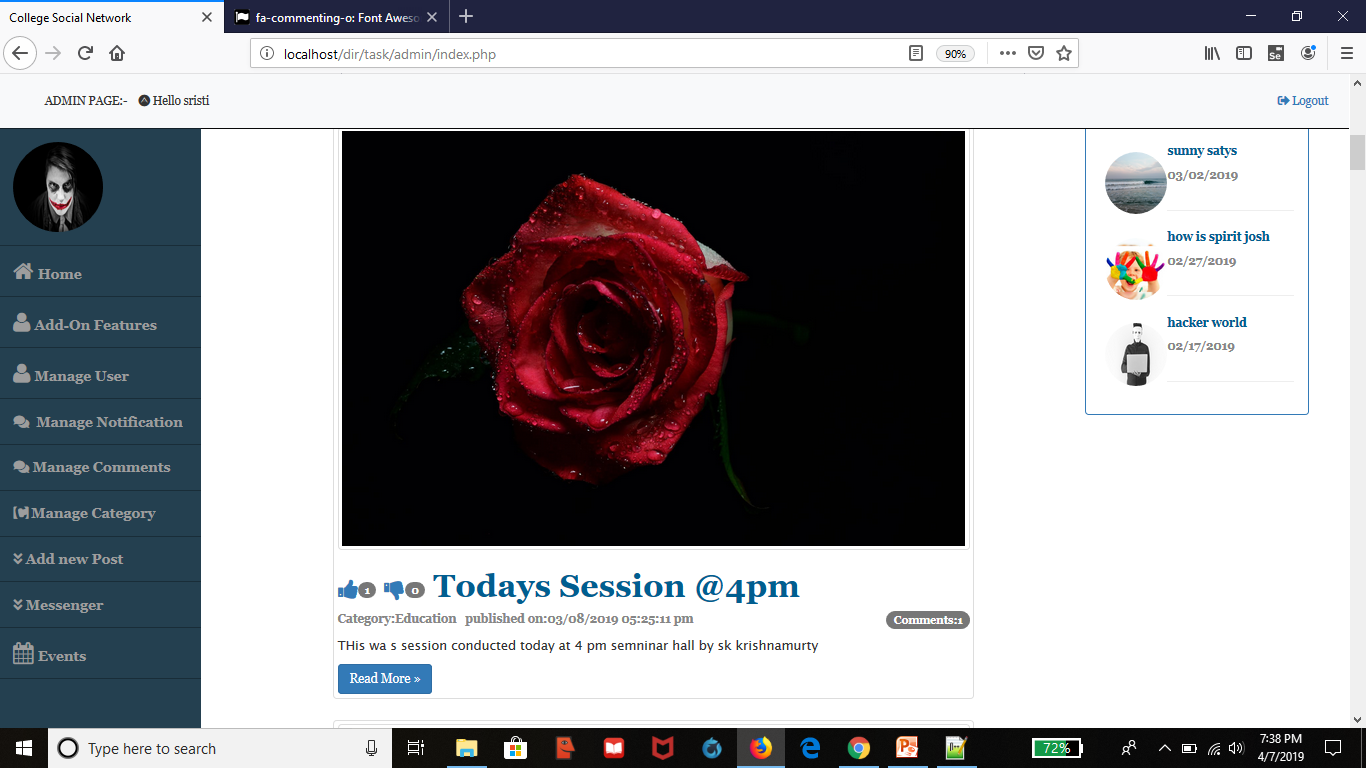 College Social Network
fa-commenting-o: Font Aweso
localhost/dir/task/admin/index.php
90%
Se
ADMIN PAGE:- Hello sristi
Logout
Home
Add-On Features
Manage User
Manage Notification
Manage Comments
Manage Category
Add new Post
Messenger
Events
1 0 Todays Session @4pm
Category:Education published on:03/08/2019 05:25:11 pm
Comments:1
THis wa s session conducted today at 4 pm semninar hall by sk krishnamurty
Read More »
sunny satys
03/02/2019
how is spirit josh
02/27/2019
hacker world
02/17/2019
Type here to search
72%
7:38 PM
4/7/2019